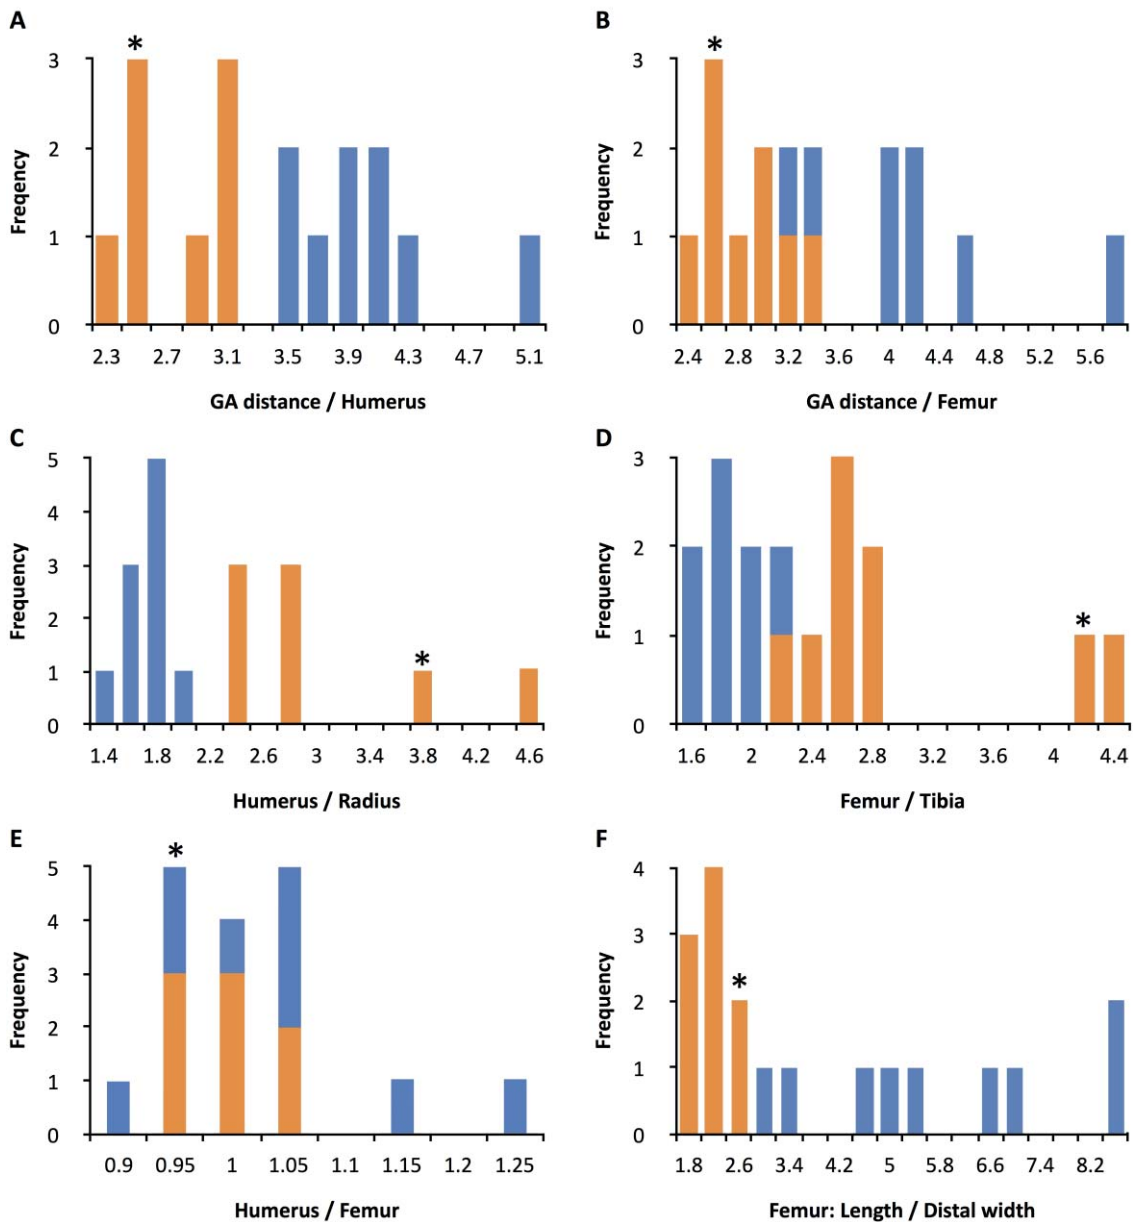 A
*
3
2
1
0
Freqency
2.3 2.7 3.1 3.5 3.9 4.3 4.7 5.1
GA distance / Humerus
B
*
3
2
1
0
Frequency
2.4 2.8 3.2 3.6 4 4.4 4.8 5.2 5.6
GA distance / Femur
C
5
4
3
2
1
0
Frequency
*
1.4 1.8 2.2 2.6 3 3.4 3.8 4.2 4.6
Humerus / Radius
D
3
2
1
0
Frequency
*
1.6 2 2.4 2.8 3.2 3.6 4 4.4
Femur / Tibia
E
*
5
4
3
2
1
0
Frequency
0.9 0.95 1 1.05 1.1 1.15 1.2 1.25
Humerus / Femur
F
4
3
2
1
0
Frequency
*
1.8 2.6 3.4 4.2 5 5.8 6.6 7.4 8.2
Femur: Length / Distal width